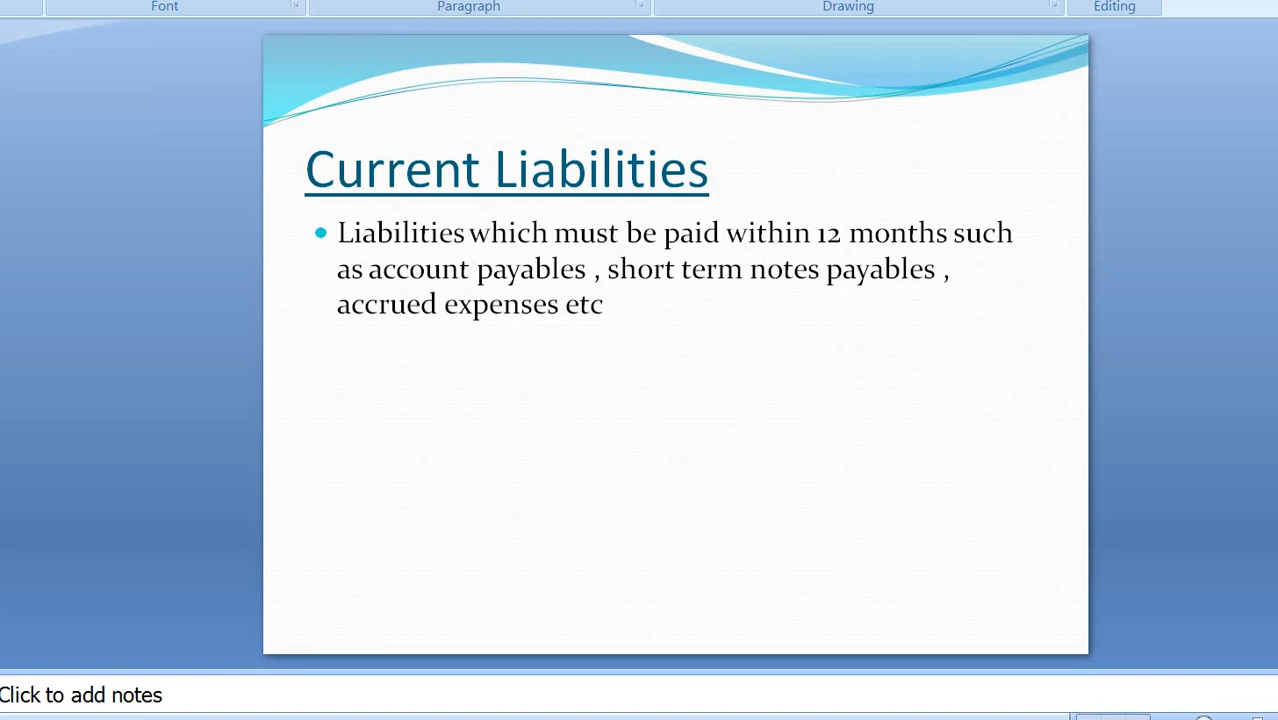 Font Paragraph Drawing Editing
Current Liabilities
Liabilities which must be paid within 12 months such
as account payables , short term notes payables ,
accrued expenses etc
Click to add notes